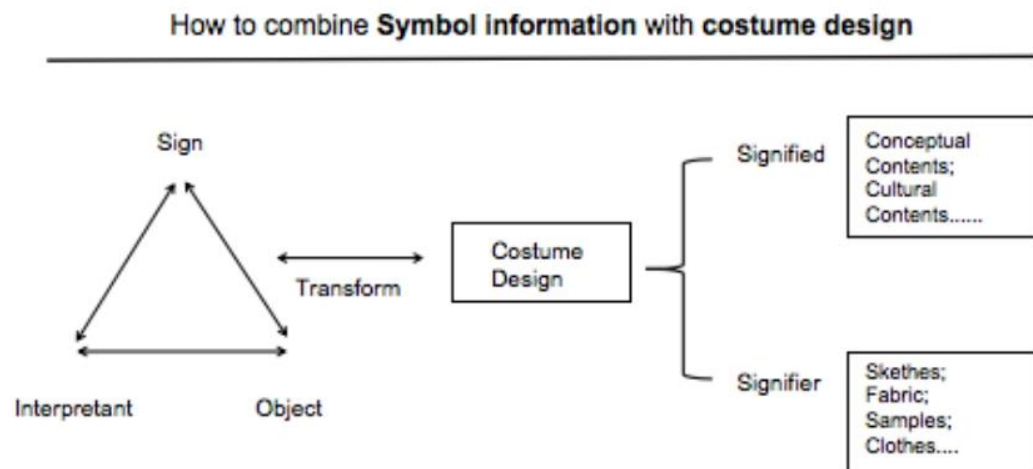 How to combine Symbol information with costume design
Sign
Interpretant
Object
Transform
Costume
Design
Signified
Conceptual
Contents;
Cultural
Contents......
Signifier
Skethes;
Fabric;
Samples;
Clothes....